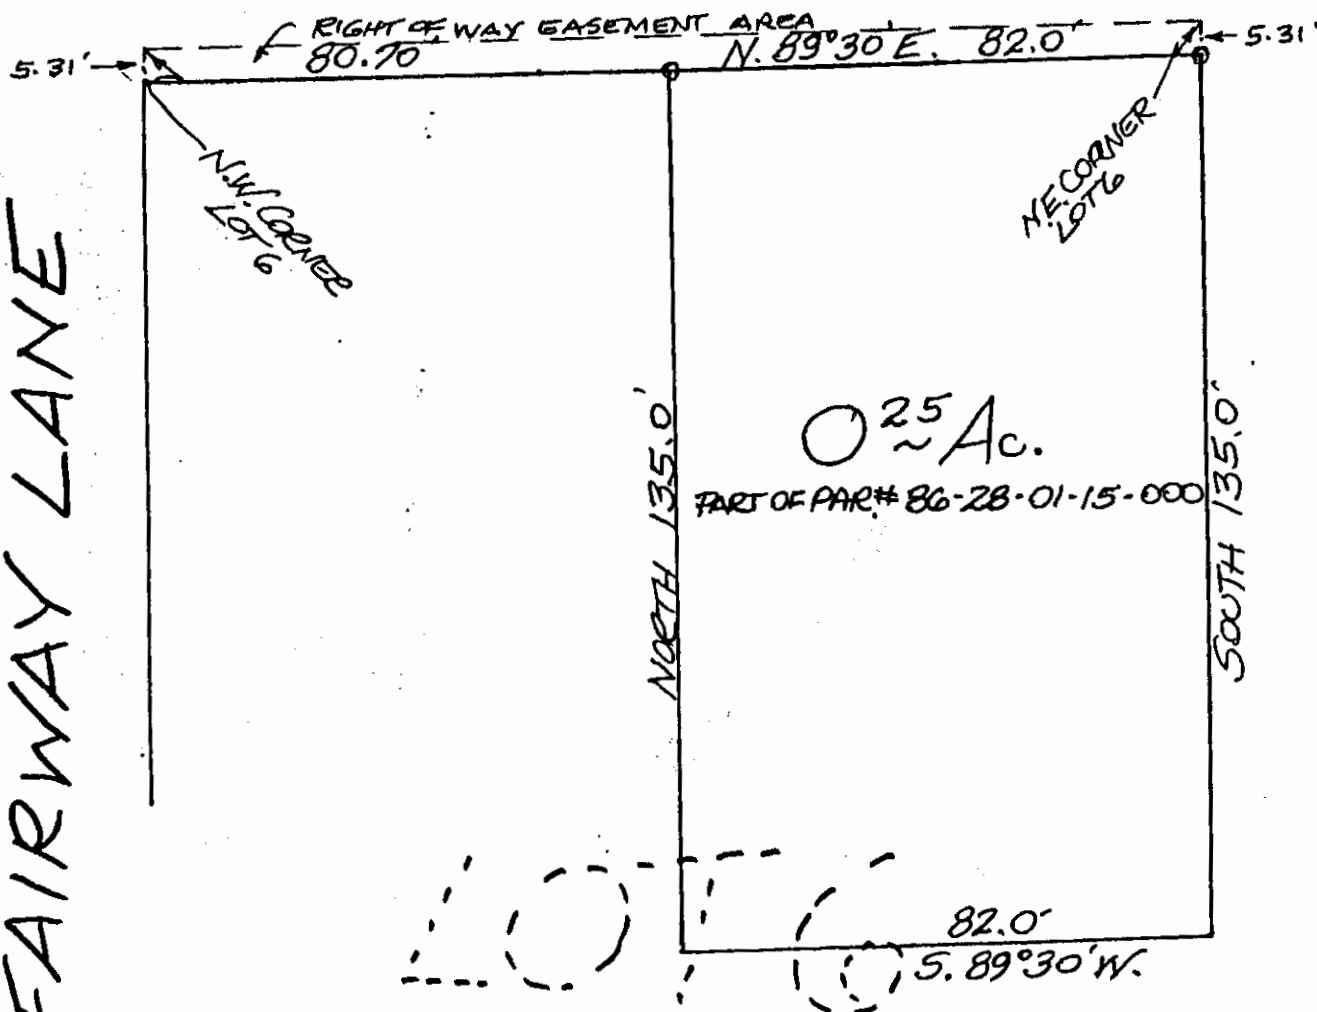 RIGHT OF WAY EASEMENT AREA
5.31'
80.70'
N. 89°30'E. 82.0'
5.31'
N.W. CORNER
LOT 6
N.E. CORNER
LOT 6
FAIRWAY LANE
NORTH 135.0'
0 25 Ac.
PART OF PAR.# 86-28-01-15-000
SOUTH 135.0'
LOT 6
82.0'
S. 89°30'W.